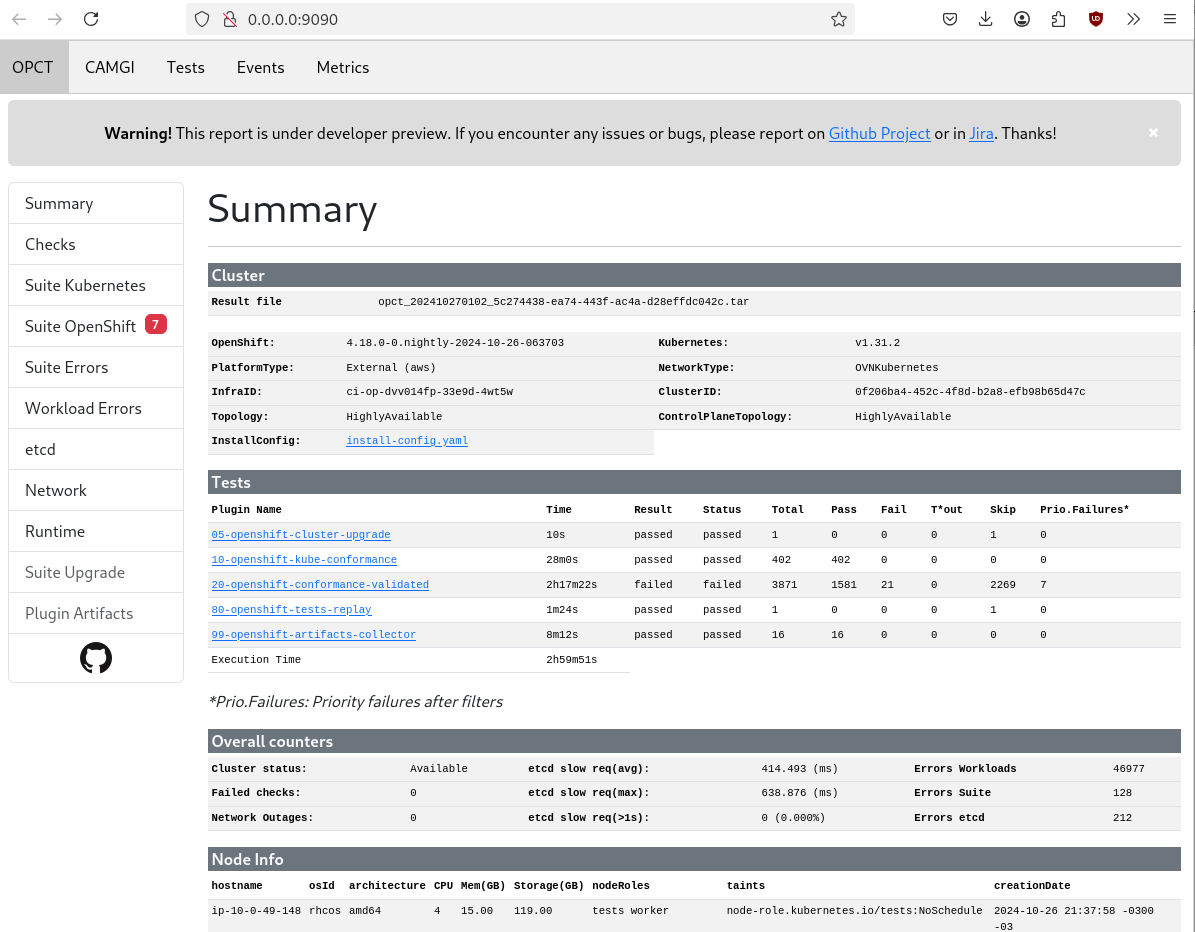 0.0.0.0:9090
OPCT CAMGI Tests Events Metrics
Warning! This report is under developer preview. If you encounter any issues or bugs, please report on Github Project or in Jira. Thanks! ×
Summary
Checks
Suite Kubernetes
Suite OpenShift 7
Suite Errors
Workload Errors
etcd
Network
Runtime
Suite Upgrade
Plugin Artifacts
Summary
Cluster
Result file opct_202410270102_5c274438-ea74-443f-ac4a-d28effdc042c.tar
OpenShift: 4.18.0-0.nightly-2024-10-26-063703 Kubernetes: v1.31.2
PlatformType: External (aws) NetworkType: OVNKubernetes
InfraID: ci-op-dvv014fp-33e9d-4wt5w ClusterID: 0f206ba4-452c-4f8d-b2a8-efb98b65d47c
Topology: HighlyAvailable ControlPlaneTopology: HighlyAvailable
InstallConfig: install-config.yaml
Tests
Plugin Name Time Result Status Total Pass Fail T*out Skip Prio.Failures*
05-openshift-cluster-upgrade 10s passed passed 1 0 0 0 1 0
10-openshift-kube-conformance 28m0s passed passed 402 402 0 0 0 0
20-openshift-conformance-validated 2h17m22s failed failed 3871 1581 21 0 2269 7
80-openshift-tests-replay 1m24s passed passed 1 0 0 0 1 0
99-openshift-artifacts-collector 8m12s passed passed 16 16 0 0 0 0
Execution Time 2h59m51s
*Prio.Failures: Priority failures after filters
Overall counters
Cluster status: Available etcd slow req(avg): 414.493 (ms) Errors Workloads 46977
Failed checks: 0 etcd slow req(max): 638.876 (ms) Errors Suite 128
Network Outages: 0 etcd slow req(>1s): 0 (0.000%) Errors etcd 212
Node Info
hostname osId architecture CPU Mem(GB) Storage(GB) nodeRoles taints creationDate
ip-10-0-49-148 rhcos amd64 4 15.00 119.00 tests worker node-role.kubernetes.io/tests:NoSchedule 2024-10-26 21:37:58 -0300
-03